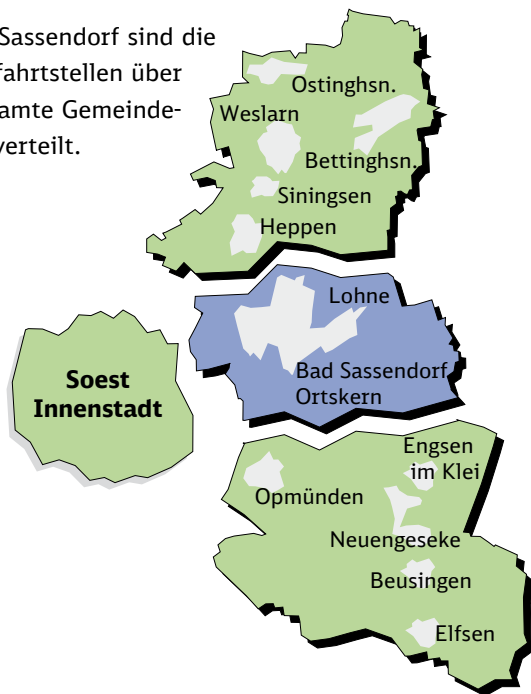 Sassendorf sind die
fahrtstellen über
amte Gemeinde-
verteilt.
Ostinghsn.
Weslarn
Bettinghsn.
Siningsen
Heppen
Lohne
Bad Sassendorf
Ortskern
Soest
Innenstadt
Engsen
im Klei
Opmünden
Neuengeseke
Beusingen
Elfsen